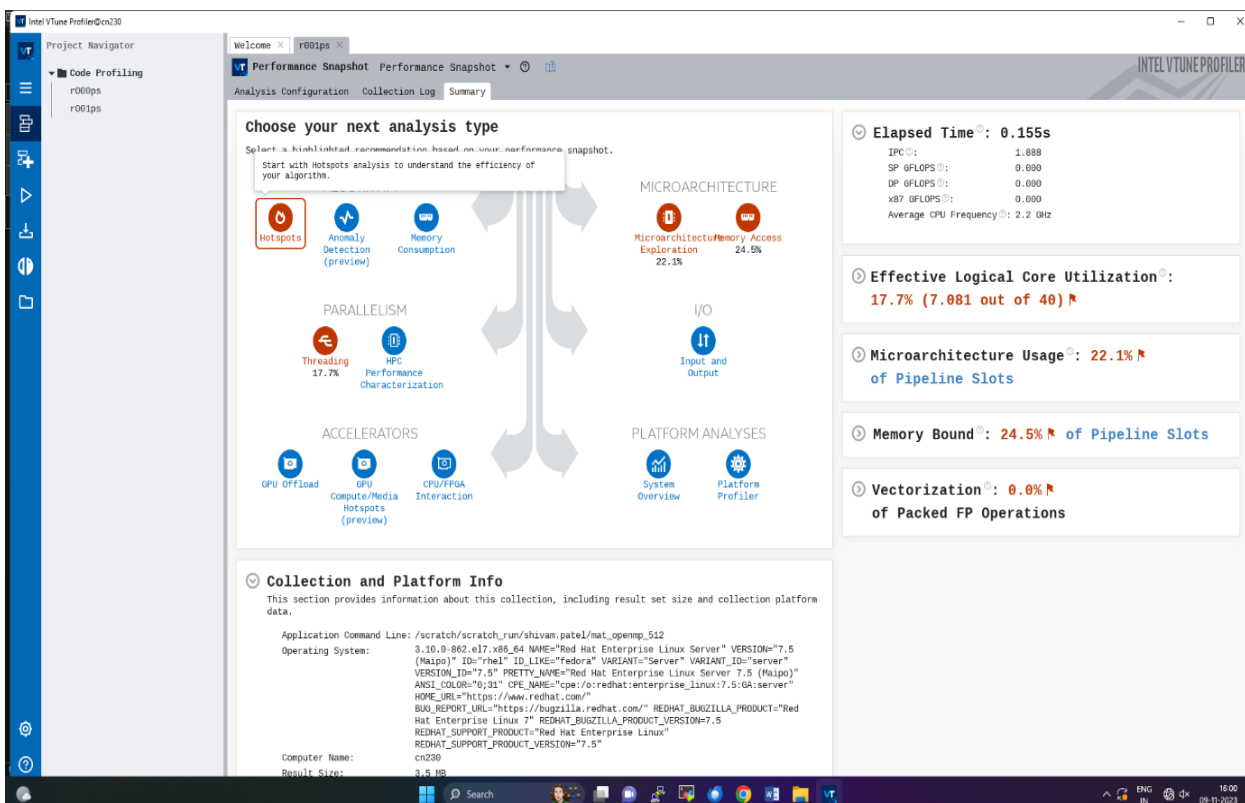 Intel VTune Profiler@cn230
Project Navigator
Code Profiling
r000ps
r001ps
Welcome
r001ps
VT Performance Snapshot Performance Snapshot
INTEL VTUNE PROFILER
Analysis Configuration Collection Log Summary
Choose your next analysis type
Select a highlighted recommendation based on your performance snapshot.
Start with Hotspots analysis to understand the efficiency of
your algorithm.
Hotspots
Anomaly
Detection
(preview)
Memory
Consumption
MICROARCHITECTURE
Microarchitecture
Exploration
22.1%
Memory Access
24.5%
PARALLELISM
Threading
17.7%
HPC
Performance
Characterization
I/O
Input and
Output
ACCELERATORS
GPU Offload
GPU
Compute/Media
Hotspots
(preview)
CPU/FPGA
Interaction
PLATFORM ANALYSES
System
Overview
Platform
Profiler
Elapsed Time: 0.155s
IPC: 1.888
SP GFLOPS: 0.000
DP GFLOPS: 0.000
x87 GFLOPS: 0.000
Average CPU Frequency: 2.2 GHz
Effective Logical Core Utilization:
17.7% (7.081 out of 40)
Microarchitecture Usage: 22.1%
of Pipeline Slots
Memory Bound: 24.5% of Pipeline Slots
Vectorization: 0.0%
of Packed FP Operations
Collection and Platform Info
This section provides information about this collection, including result set size and collection platform
data.
Application Command Line: /scratch/scratch_run/shivam.patel/mat_openmp_512
Operating System: 3.10.0-862.el7.x86_64 NAME="Red Hat Enterprise Linux Server" VERSION="7.5
(Maipo)" ID="rhel" ID_LIKE="fedora" VARIANT="Server" VARIANT_ID="server"
VERSION_ID="7.5" PRETTY_NAME="Red Hat Enterprise Linux Server 7.5 (Maipo)"
ANSI_COLOR="0;31" CPE_NAME="cpe:/o:redhat:enterprise_linux:7.5:GA:server"
HOME_URL="https://www.redhat.com/"
BUG_REPORT_URL="https://bugzilla.redhat.com/" REDHAT_BUGZILLA_PRODUCT="Red
Hat Enterprise Linux 7" REDHAT_BUGZILLA_PRODUCT_VERSION=7.5
REDHAT_SUPPORT_PRODUCT="Red Hat Enterprise Linux"
REDHAT_SUPPORT_PRODUCT_VERSION="7.5"
Computer Name: cn230
Result Size: 3.5 MB
Search
ENG
IN
16:00
09-11-2023